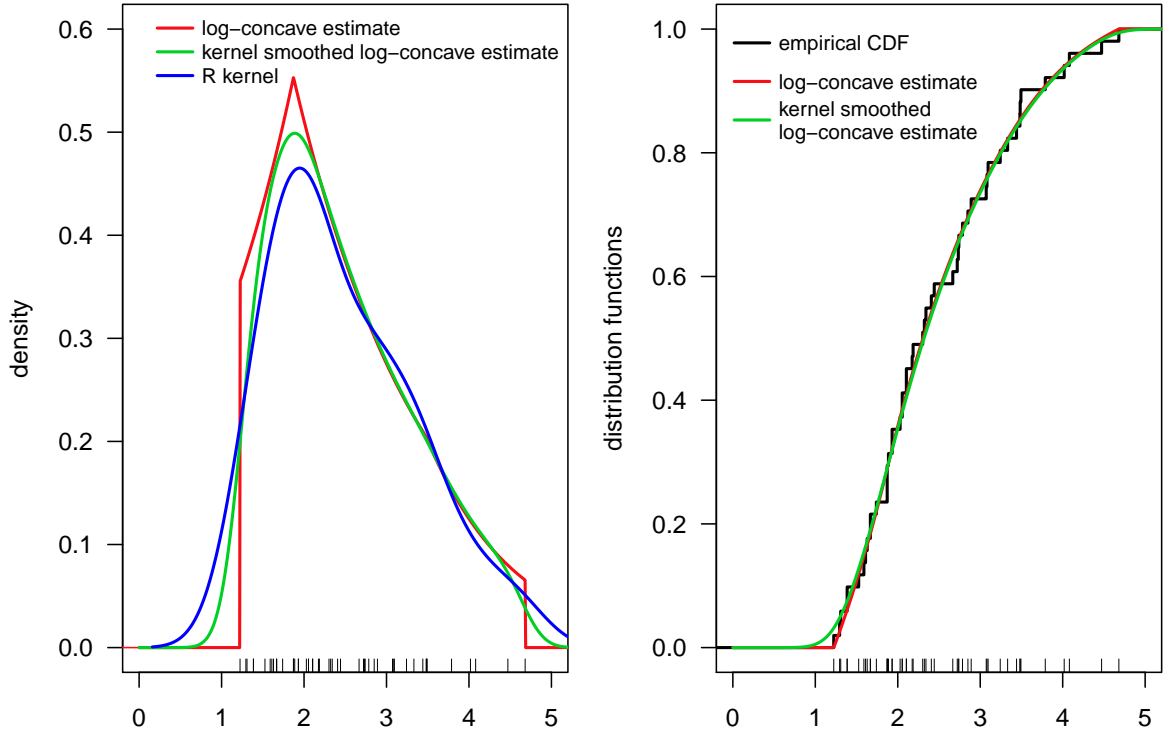 log−concave estimate
kernel smoothed log−concave estimate
R kernel
density
0.6
0.5
0.4
0.3
0.2
0.1
0.0
0 1 2 3 4 5
empirical CDF
log−concave estimate
kernel smoothed
log−concave estimate
distribution functions
1.0
0.8
0.6
0.4
0.2
0.0
0 1 2 3 4 5